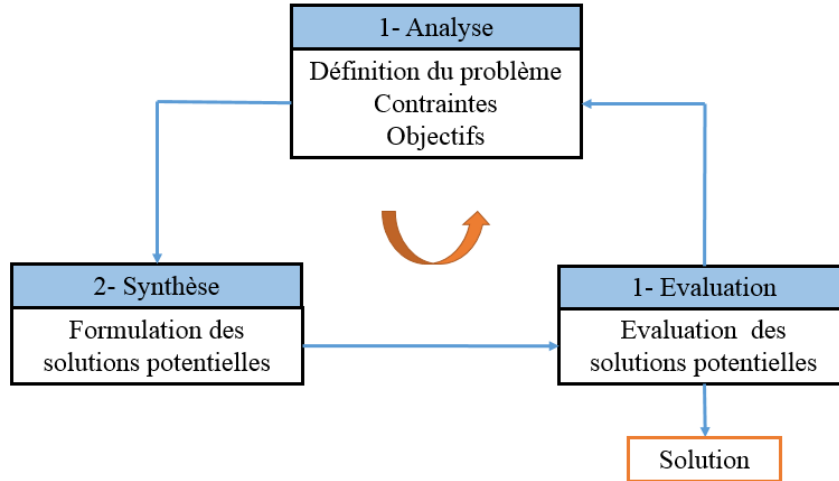 1- Analyse
Définition du problème
Contraintes
Objectifs
2- Synthèse
Formulation des
solutions potentielles
1- Evaluation
Evaluation des
solutions potentielles
Solution